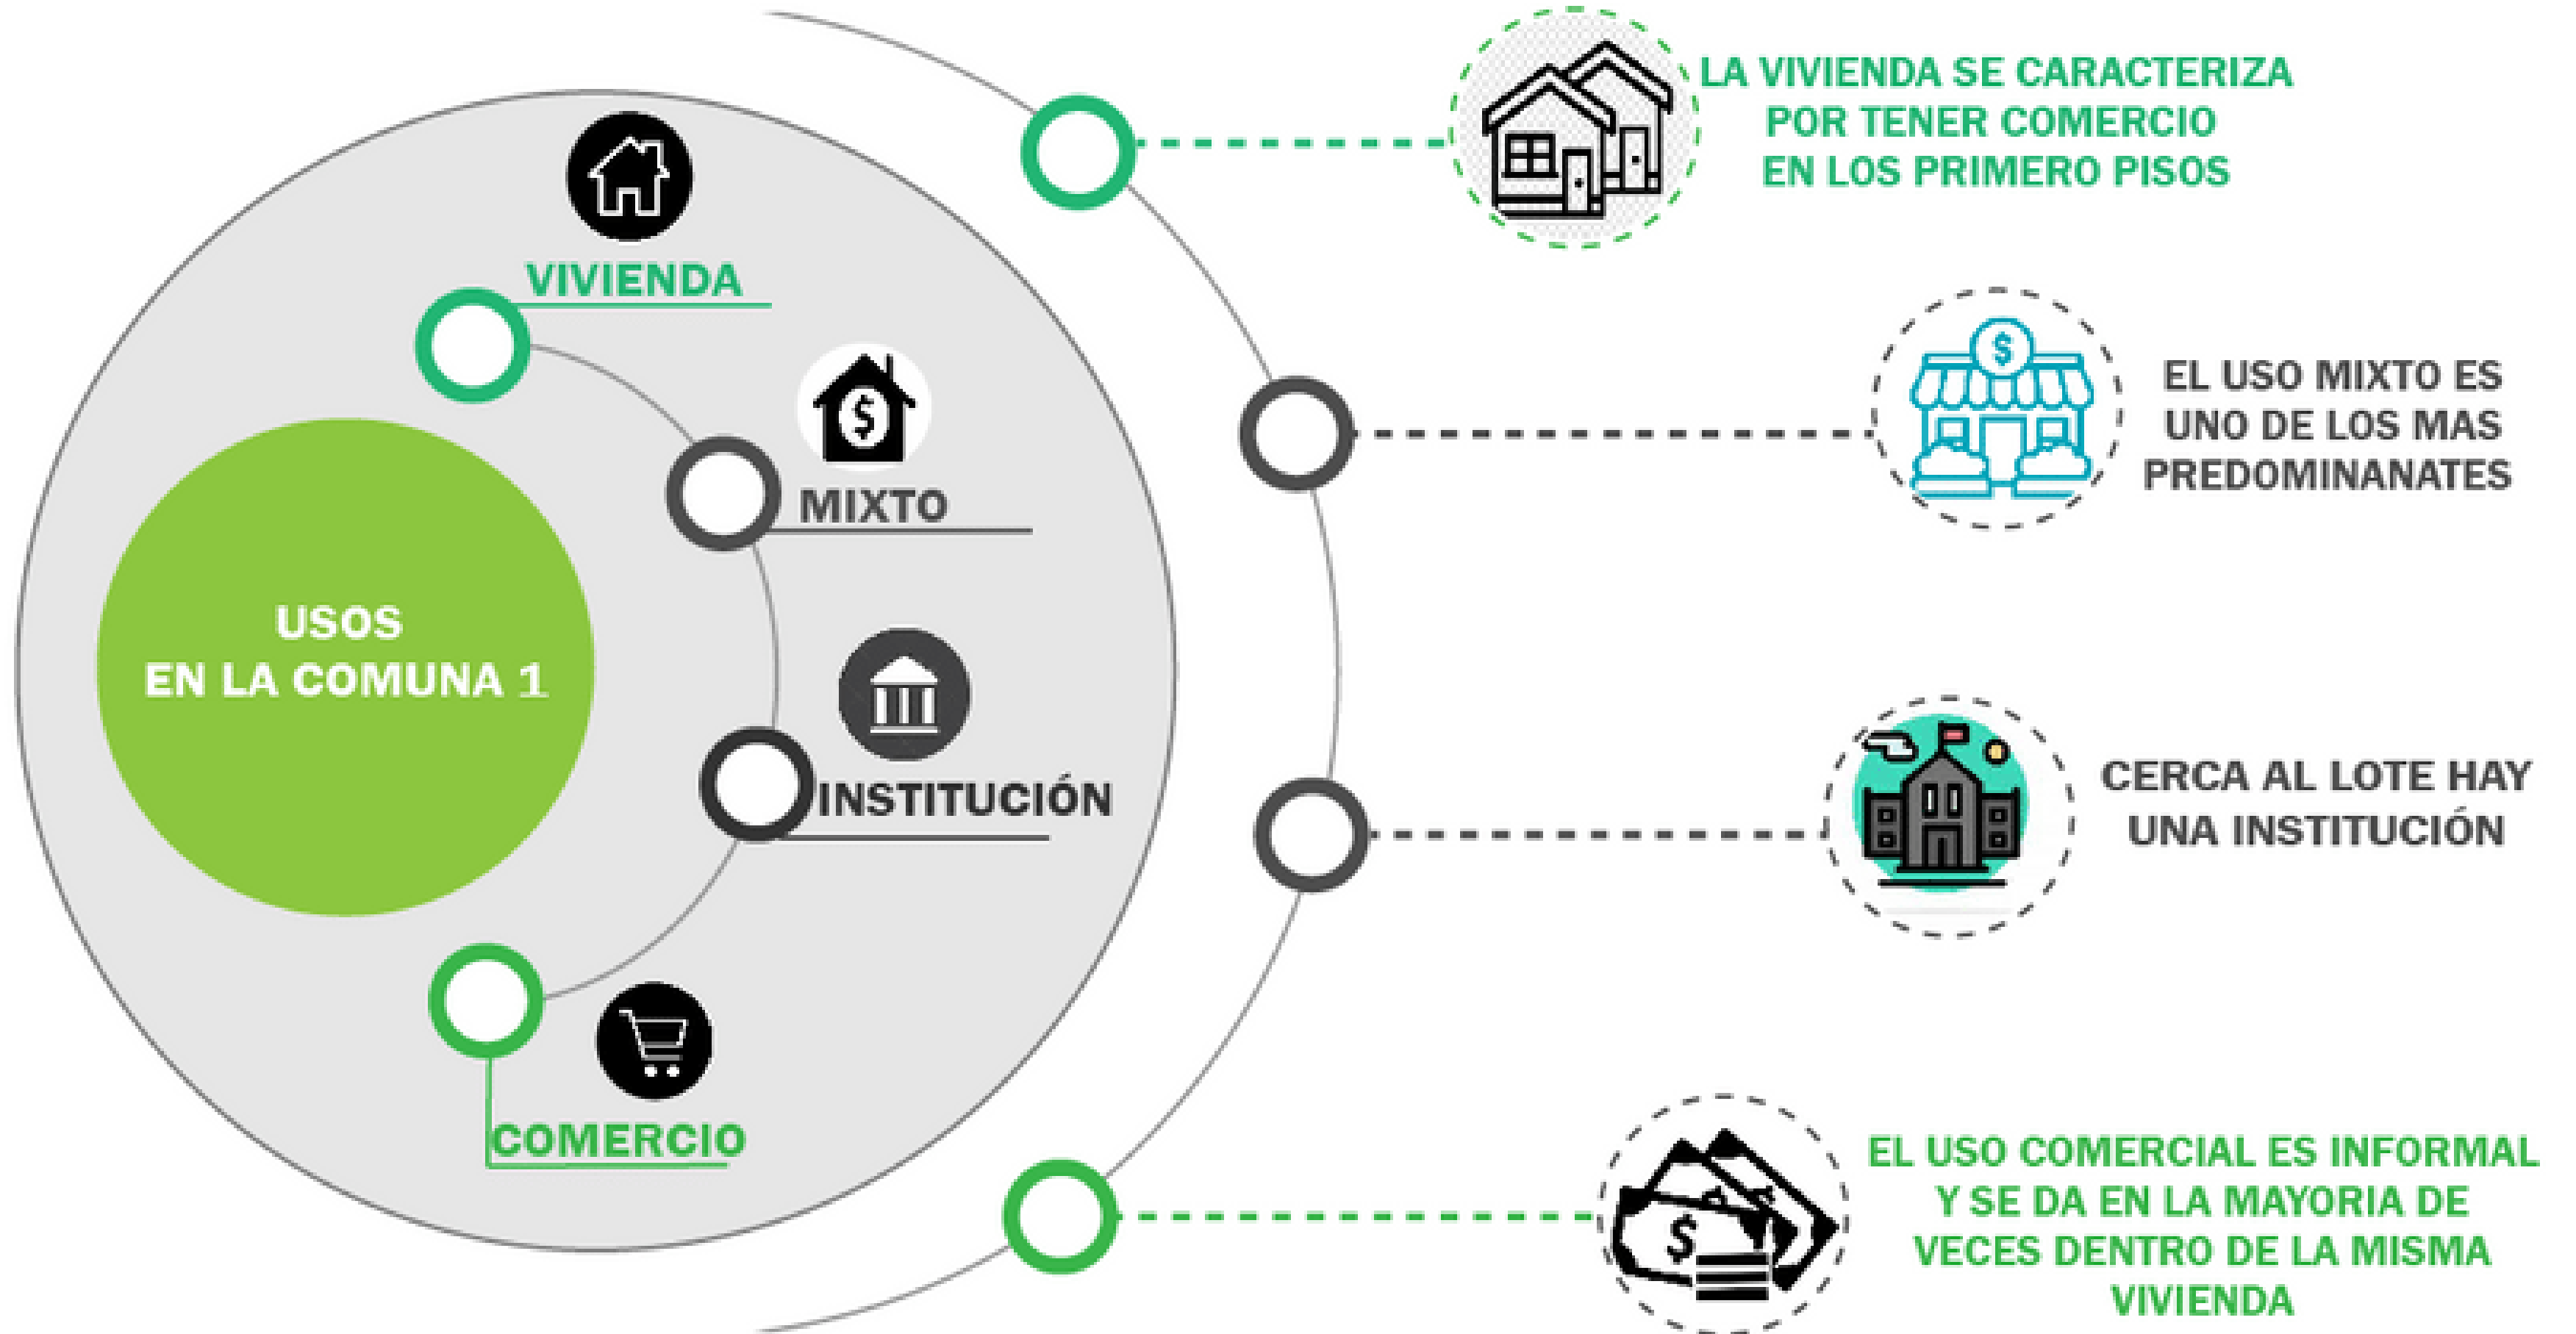 USOS
EN LA COMUNA 1
VIVIENDA
MIXTO
INSTITUCIÓN
COMERCIO
LA VIVIENDA SE CARACTERIZA
POR TENER COMERCIO
EN LOS PRIMERO PISOS
EL USO MIXTO ES
UNO DE LOS MAS
PREDOMINANATES
CERCA AL LOTE HAY
UNA INSTITUCIÓN
EL USO COMERCIAL ES INFORMAL
Y SE DA EN LA MAYORIA DE
VECES DENTRO DE LA MISMA
VIVIENDA